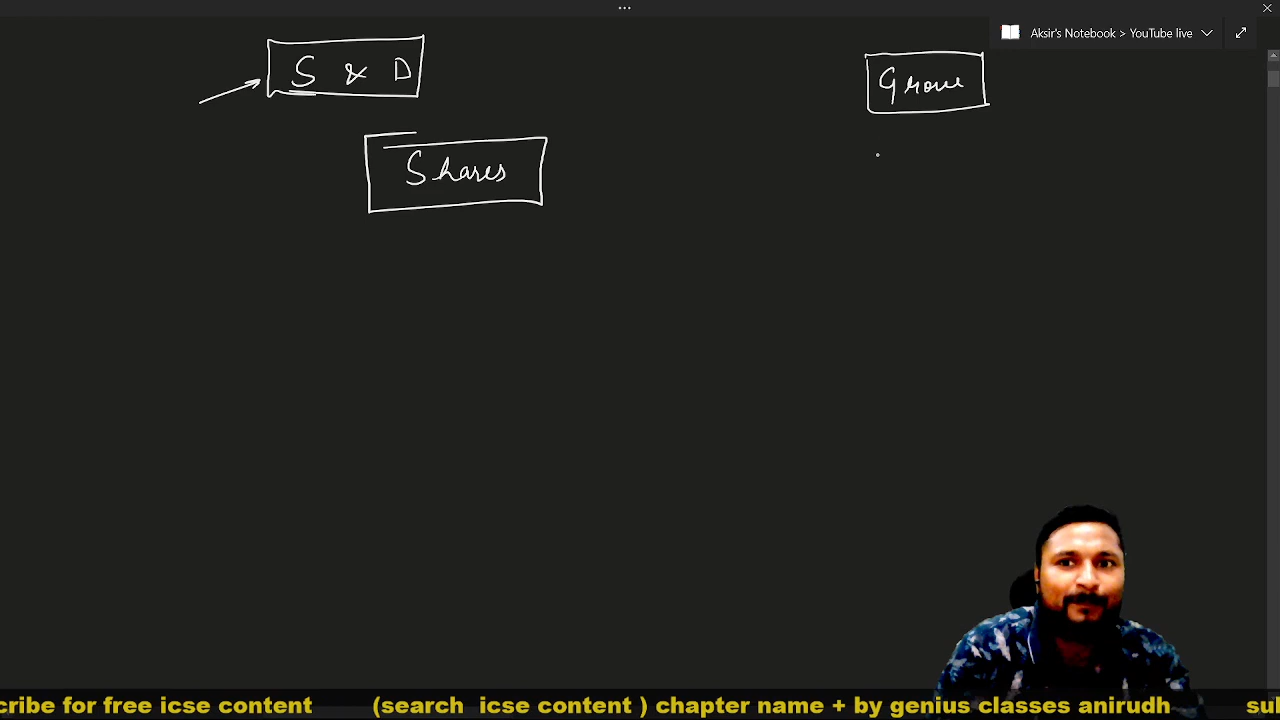 Aksir's Notebook > YouTube live
S & D
Grow
Shares
cribe for free icse content (search icse content ) chapter name + by genius classes anirudh su